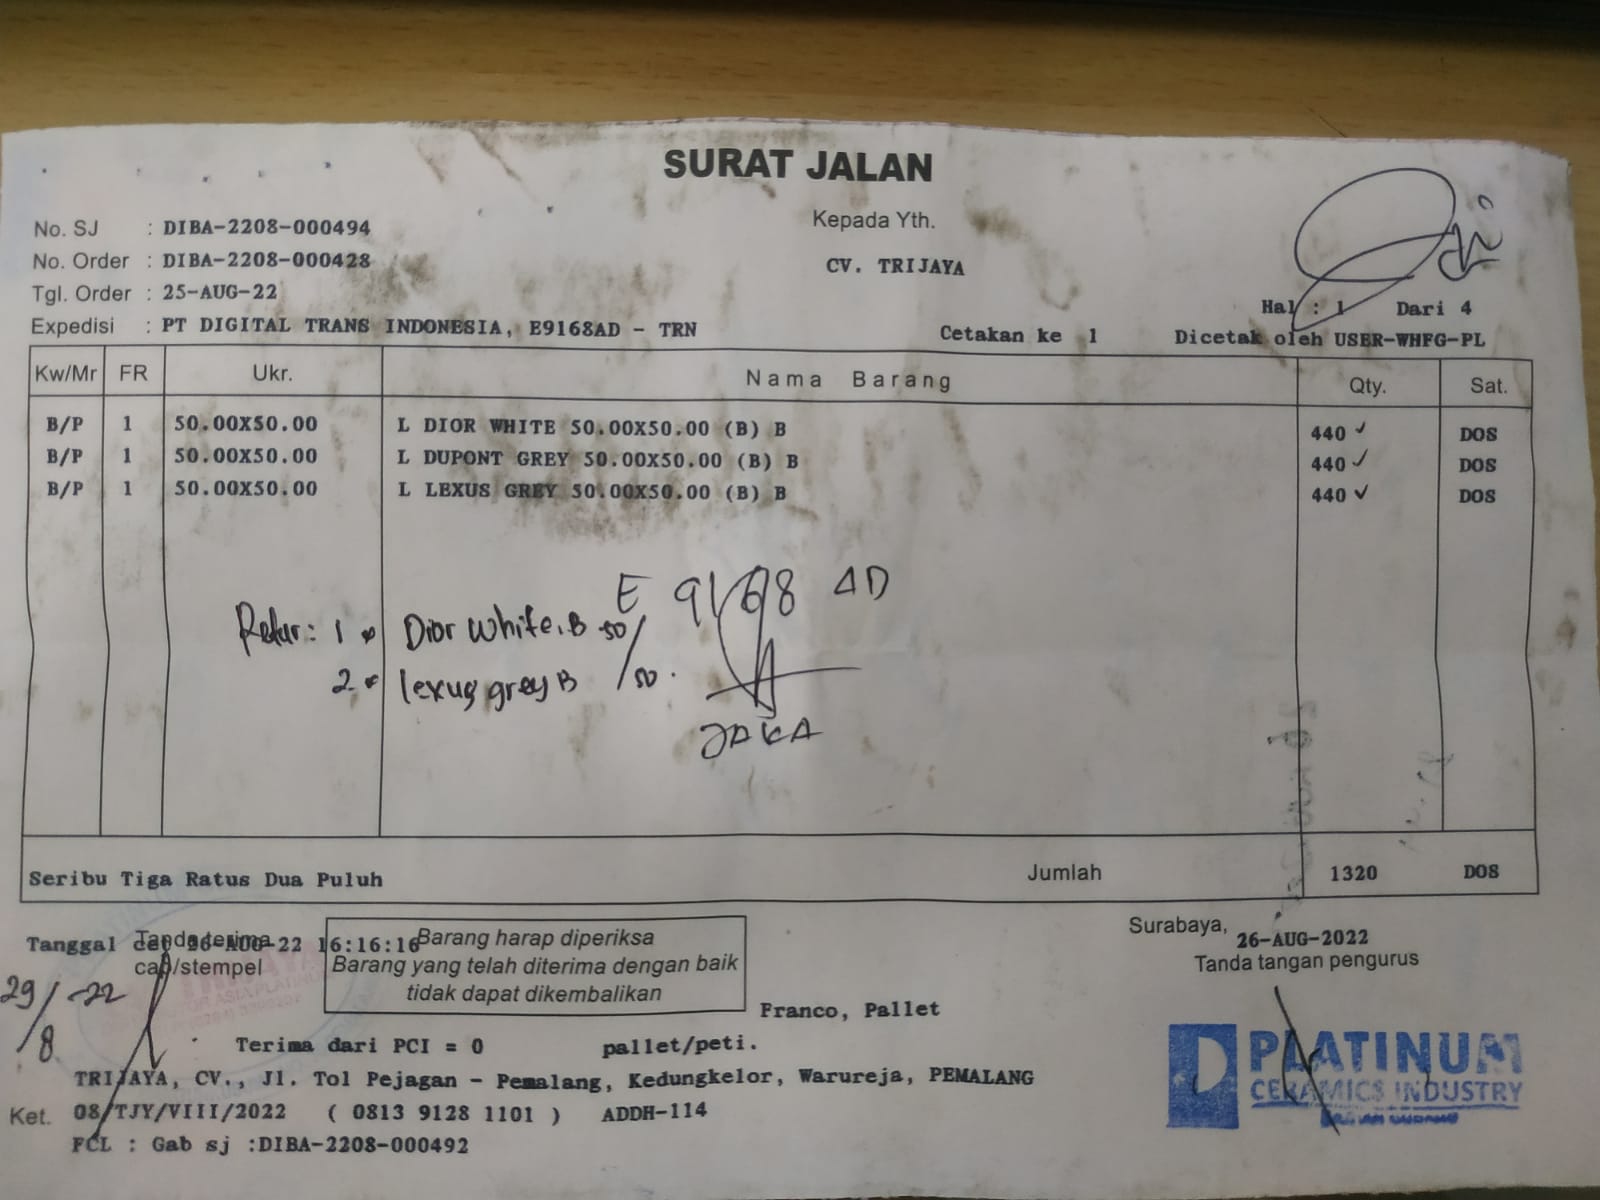 SURAT JALAN
No. SJ : DIBA-2208-000494
No. Order : DIBA-2208-000428
Tgl. Order : 25-AUG-22
Expedisi : PT DIGITAL TRANS INDONESIA, E9168AD - TRN
Kepada Yth.
CV. TRIJAYA
Hal : 1 Dari 4
Cetakan ke 1 Dicetak oleh USER-WHFG-PL
Kw/Mr FR Ukr. Nama Barang Qty. Sat.
B/P 1 50.00X50.00 L DIOR WHITE 50.00X50.00 (B) B 440 ✓ DOS
B/P 1 50.00X50.00 L DUPONT GREY 50.00X50.00 (B) B 440 ✓ DOS
B/P 1 50.00X50.00 L LEXUS GREY 50.00X50.00 (B) B 440 ✓ DOS
E 9168 AD
Retur: 1 Dior White.B 50/
2 lexus grey B /50.
JAKA
Seribu Tiga Ratus Dua Puluh Jumlah 1320 DOS
Tanggal 26-AUG-22 16:16:16
Tanda terima
cap/stempel
29/8-22
Barang harap diperiksa
Barang yang telah diterima dengan baik
tidak dapat dikembalikan
Surabaya, 26-AUG-2022
Tanda tangan pengurus
Franco, Pallet
Terima dari PCI = 0 pallet/peti.
TRIJAYA, CV., Jl. Tol Pejagan - Pemalang, Kedungkelor, Warureja, PEMALANG
Ket. 08/TJY/VIII/2022 ( 0813 9128 1101 ) ADDH-114
FCL : Gab sj :DIBA-2208-000492
PLATINUM
CERAMICS INDUSTRY